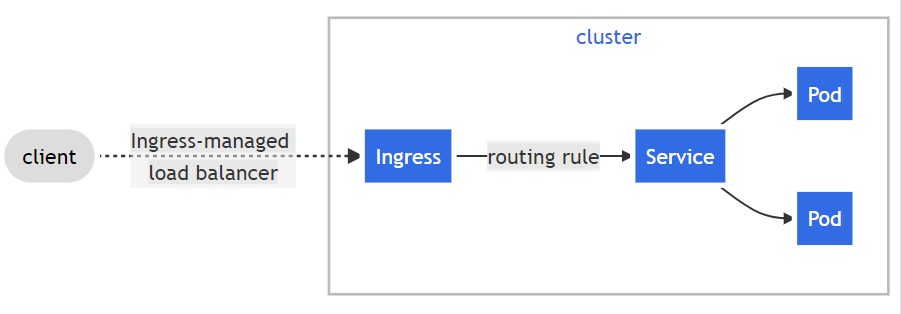 cluster
client
Ingress-managed
load balancer
Ingress
routing rule
Service
Pod
Pod